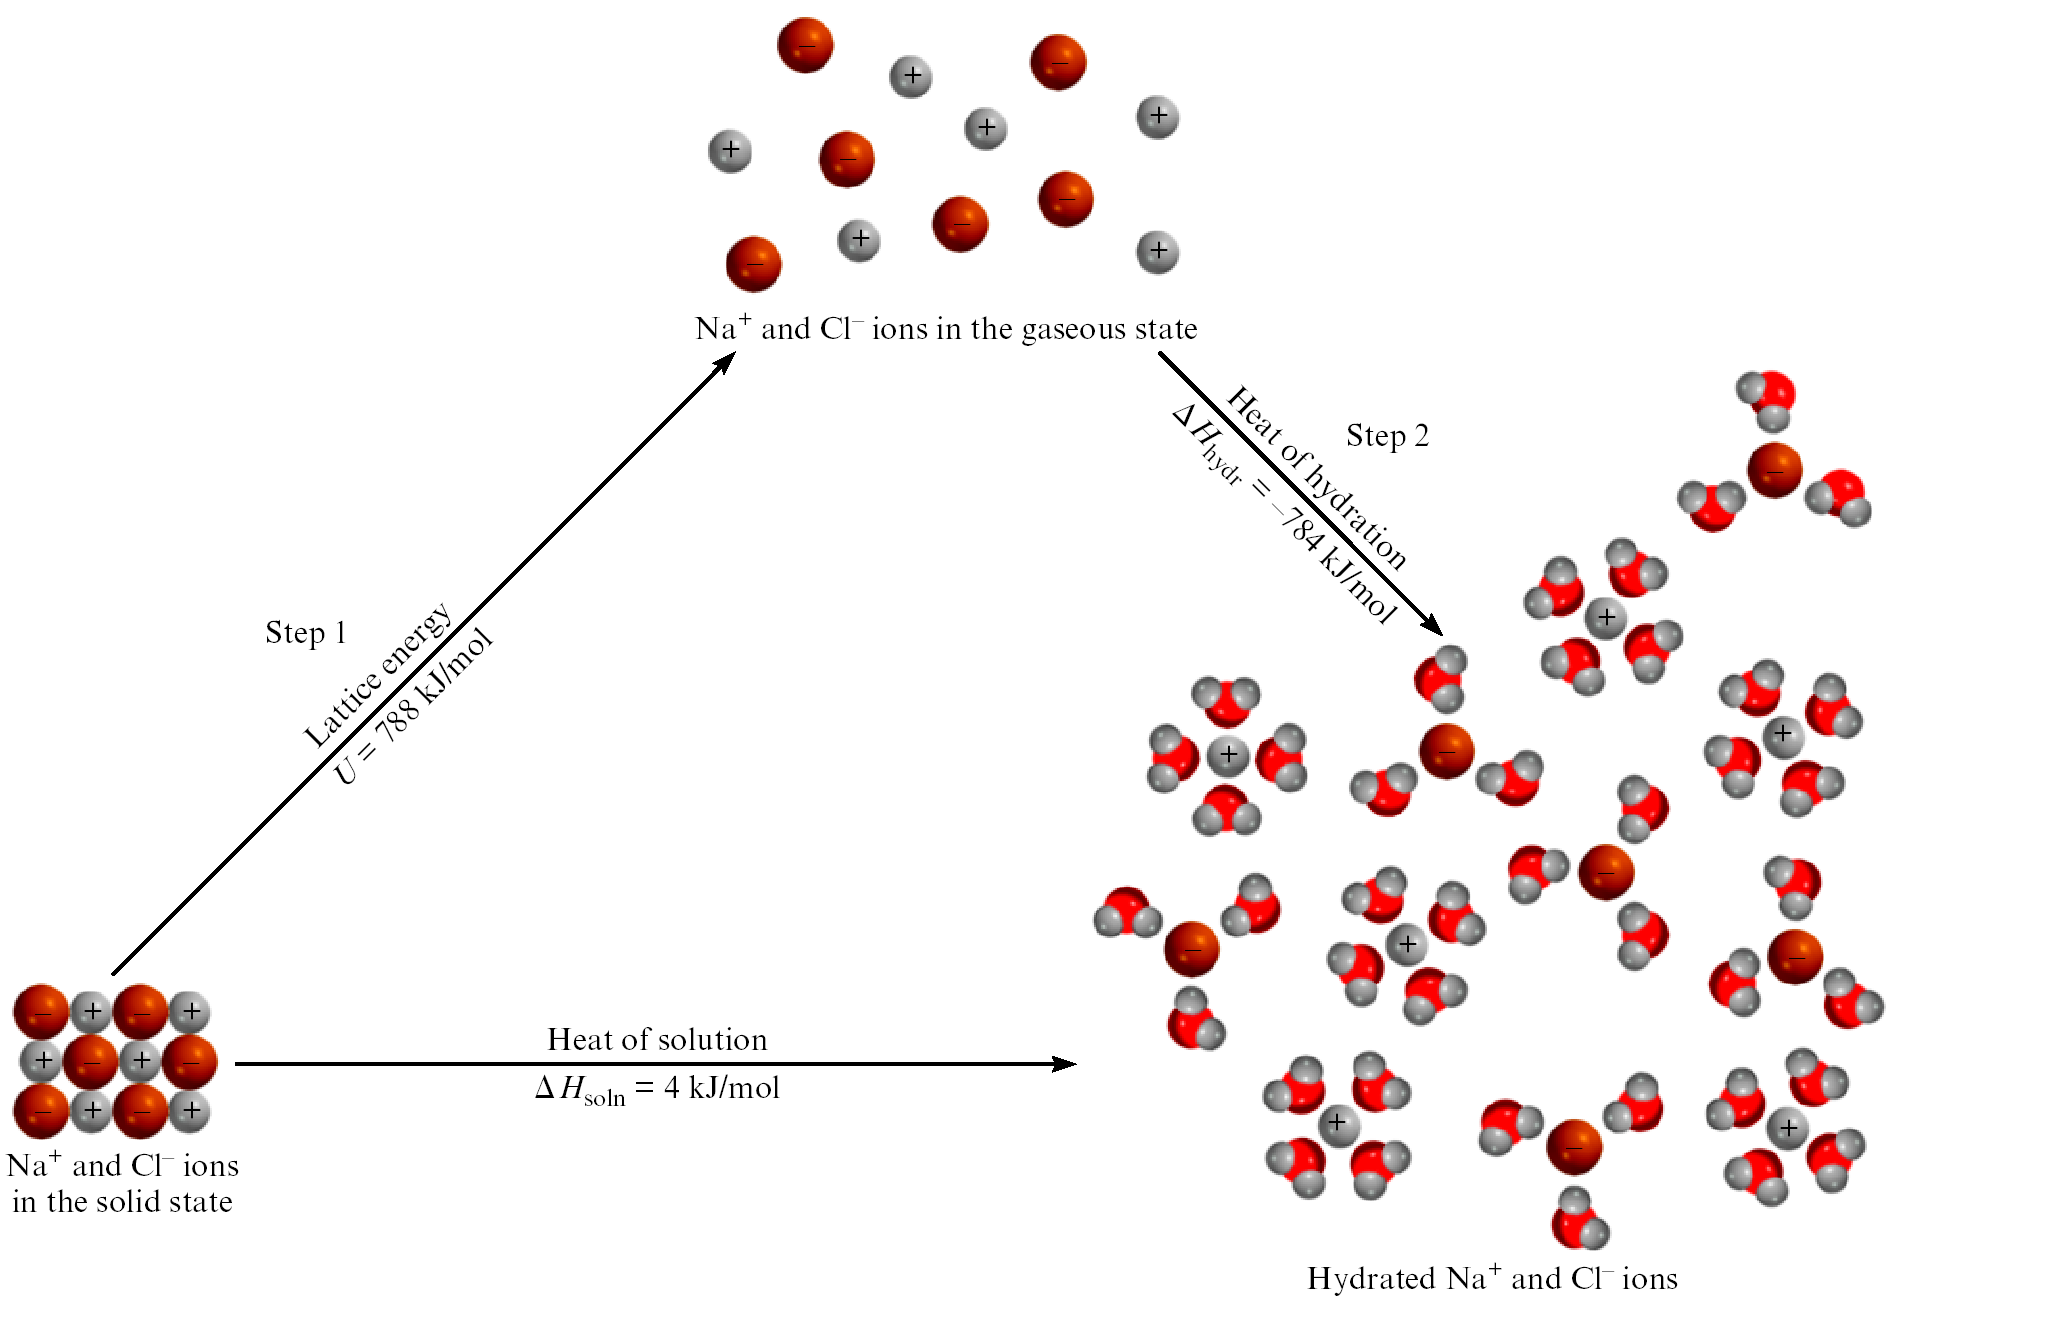 Na⁺ and Cl⁻ ions in the gaseous state
Step 1
Lattice energy
U = 788 kJ/mol
Step 2
Heat of hydration
ΔH_hydr = –784 kJ/mol
Heat of solution
ΔH_soln = 4 kJ/mol
Na⁺ and Cl⁻ ions
in the solid state
Hydrated Na⁺ and Cl⁻ ions